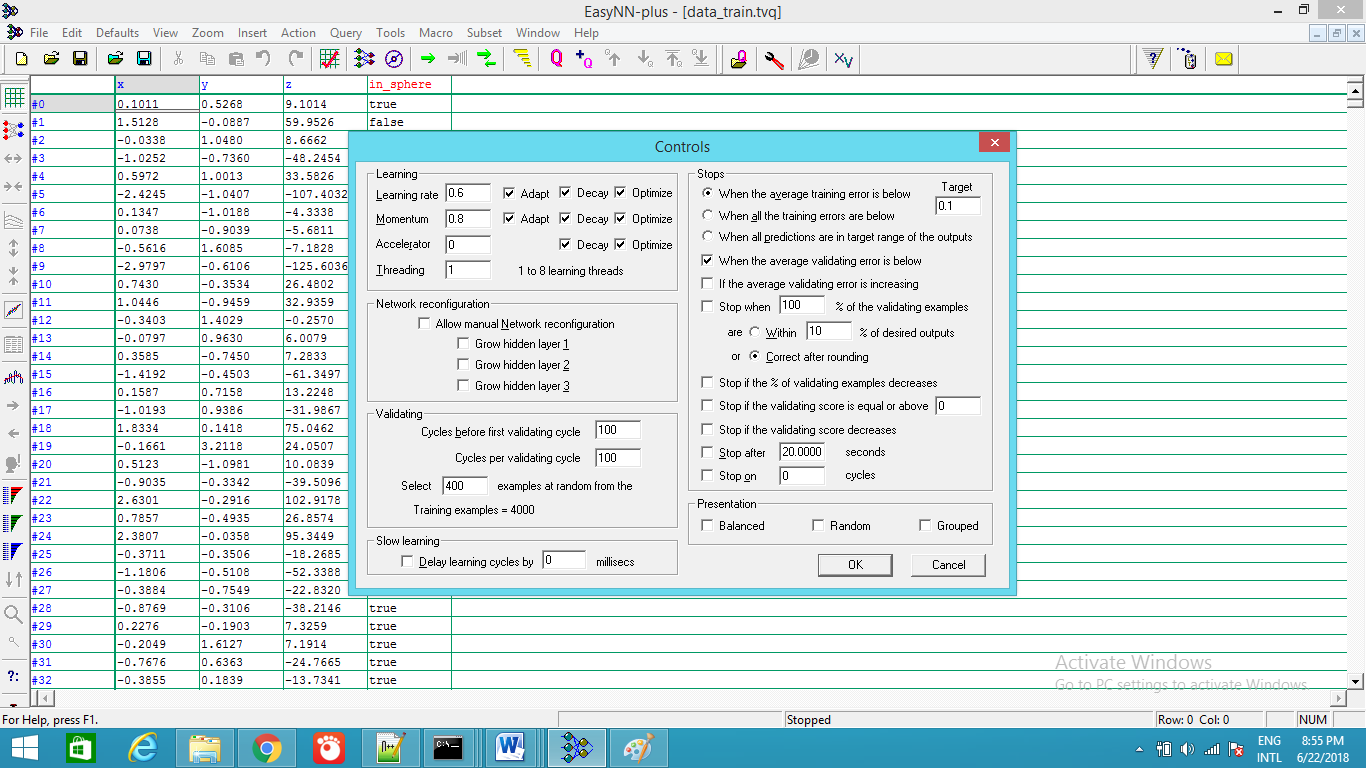 EasyNN-plus - [data_train.tvq]
File Edit Defaults View Zoom Insert Action Query Tools Macro Subset Window Help
x y z in_sphere
#0 0.1011 0.5268 9.1014 true
#1 1.5128 -0.0887 59.9526 false
#2 -0.0338 1.0480 8.6662
#3 -1.0252 -0.7360 -48.2454
#4 0.5972 1.0013 33.5826
#5 -2.4245 -1.0407 -107.4032
#6 0.1347 -1.0188 -4.3338
#7 0.0738 -0.9039 -5.6811
#8 -0.5616 1.6085 -7.1828
#9 -2.9797 -0.6106 -125.6036
#10 0.7430 -0.3534 26.4802
#11 1.0446 -0.9459 32.9359
#12 -0.3403 1.4029 -0.2570
#13 -0.0797 0.9630 6.0079
#14 0.3585 -0.7450 7.2833
#15 -1.4192 -0.4503 -61.3497
#16 0.1587 0.7158 13.2248
#17 -1.0193 0.9386 -31.9867
#18 1.8334 0.1418 75.0462
#19 -0.1661 3.2118 24.0507
#20 0.5123 -1.0981 10.0839
#21 -0.9035 -0.3342 -39.5096
#22 2.6301 -0.2916 102.9178
#23 0.7857 -0.4935 26.8574
#24 2.3807 -0.0358 95.3449
#25 -0.3711 -0.3506 -18.2685
#26 -1.1806 -0.5108 -52.3388
#27 -0.3884 -0.7549 -22.8320
#28 -0.8769 -0.3106 -38.2146 true
#29 0.2276 -0.1903 7.3259 true
#30 -0.2049 1.6127 7.1914 true
#31 -0.7676 0.6363 -24.7665 true
#32 -0.3855 0.1839 -13.7341 true
Controls
Learning
Learning rate 0.6 Adapt Decay Optimize
Momentum 0.8 Adapt Decay Optimize
Accelerator 0 Decay Optimize
Threading 1 1 to 8 learning threads
Network reconfiguration
Allow manual Network reconfiguration
Grow hidden layer 1
Grow hidden layer 2
Grow hidden layer 3
Validating
Cycles before first validating cycle 100
Cycles per validating cycle 100
Select 400 examples at random from the
Training examples = 4000
Slow learning
Delay learning cycles by 0 millisecs
Stops
When the average training error is below
Target
0.1
When all the training errors are below
When all predictions are in target range of the outputs
When the average validating error is below
If the average validating error is increasing
Stop when 100 % of the validating examples
are Within 10 % of desired outputs
or Correct after rounding
Stop if the % of validating examples decreases
Stop if the validating score is equal or above 0
Stop if the validating score decreases
Stop after 20.0000 seconds
Stop on 0 cycles
Presentation
Balanced Random Grouped
OK Cancel
Activate Windows
Go to PC settings to activate Windows.
For Help, press F1. Stopped Row: 0 Col: 0 NUM
ENG 8:55 PM
INTL 6/22/2018